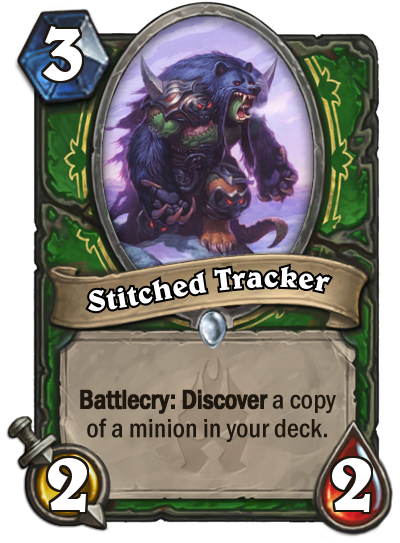 3
Stitched Tracker
Battlecry: Discover a copy
of a minion in your deck.
2
2